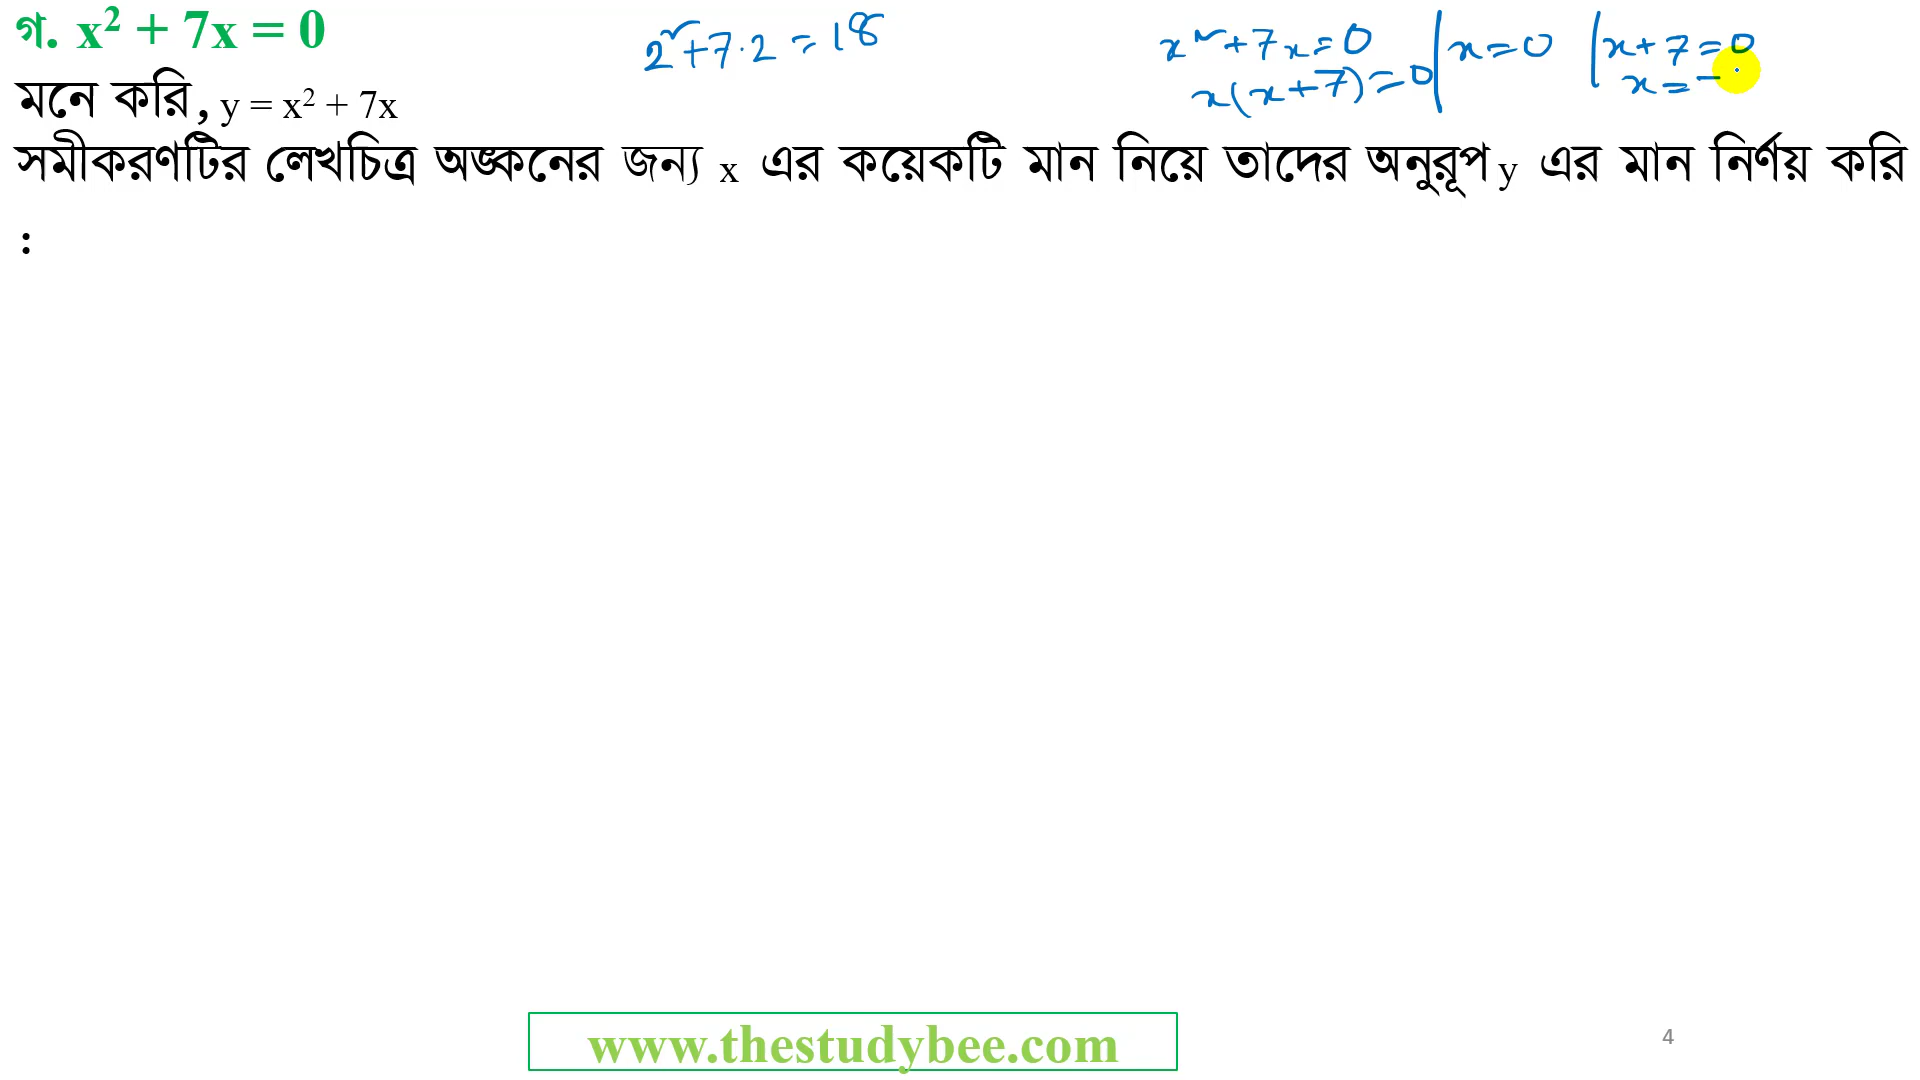 গ. x² + 7x = 0
2² + 7·2 = 18
x² + 7x = 0
x(x+7) = 0
x = 0
x + 7 = 0
x = -
মনে করি, y = x² + 7x
সমীকরণটির লেখচিত্র অঙ্কনের জন্য x এর কয়েকটি মান নিয়ে তাদের অনুরূপ y এর মান নির্ণয় করি
:
www.thestudybee.com
4